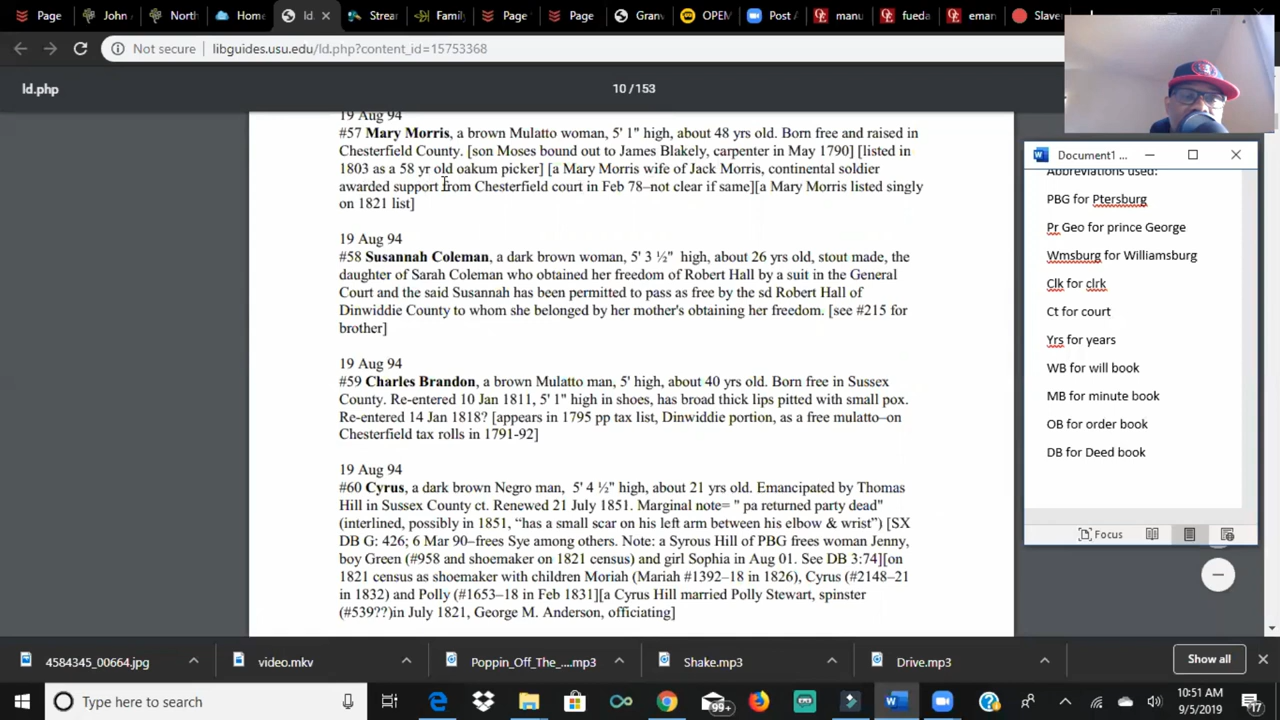 Page
John
North
Home
ld.
Stream
Famil
Page
Page
Gran
OPEM
Post
manu
fueda
eman
Slave
Not secure | libguides.usu.edu/ld.php?content_id=15753368
ld.php
10 / 153
19 Aug 94
#57 Mary Morris, a brown Mulatto woman, 5' 1" high, about 48 yrs old. Born free and raised in
Chesterfield County. [son Moses bound out to James Blakely, carpenter in May 1790] [listed in
1803 as a 58 yr old oakum picker] [a Mary Morris wife of Jack Morris, continental soldier
awarded support from Chesterfield court in Feb 78–not clear if same][a Mary Morris listed singly
on 1821 list]
19 Aug 94
#58 Susannah Coleman, a dark brown woman, 5' 3 ½" high, about 26 yrs old, stout made, the
daughter of Sarah Coleman who obtained her freedom of Robert Hall by a suit in the General
Court and the said Susannah has been permitted to pass as free by the sd Robert Hall of
Dinwiddie County to whom she belonged by her mother's obtaining her freedom. [see #215 for
brother]
19 Aug 94
#59 Charles Brandon, a brown Mulatto man, 5' high, about 40 yrs old. Born free in Sussex
County. Re-entered 10 Jan 1811, 5' 1" high in shoes, has broad thick lips pitted with small pox.
Re-entered 14 Jan 1818? [appears in 1795 pp tax list, Dinwiddie portion, as a free mulatto–on
Chesterfield tax rolls in 1791-92]
19 Aug 94
#60 Cyrus, a dark brown Negro man, 5' 4 ½" high, about 21 yrs old. Emancipated by Thomas
Hill in Sussex County ct. Renewed 21 July 1851. Marginal note= " pa returned party dead"
(interlined, possibly in 1851, “has a small scar on his left arm between his elbow & wrist”) [SX
DB G: 426; 6 Mar 90–frees Sye among others. Note: a Syrous Hill of PBG frees woman Jenny,
boy Green (#958 and shoemaker on 1821 census) and girl Sophia in Aug 01. See DB 3:74][on
1821 census as shoemaker with children Moriah (Mariah #1392–18 in 1826), Cyrus (#2148–21
in 1832) and Polly (#1653–18 in Feb 1831][a Cyrus Hill married Polly Stewart, spinster
(#539??)in July 1821, George M. Anderson, officiating]
Document1 ...
Abbreviations used:
PBG for Ptersburg
Pr Geo for prince George
Wmsburg for Williamsburg
Clk for clrk
Ct for court
Yrs for years
WB for will book
MB for minute book
OB for order book
DB for Deed book
Focus
4584345_00664.jpg
video.mkv
Poppin_Off_The_....mp3
Shake.mp3
Drive.mp3
Show all
Type here to search
99+
10:51 AM
9/5/2019
17